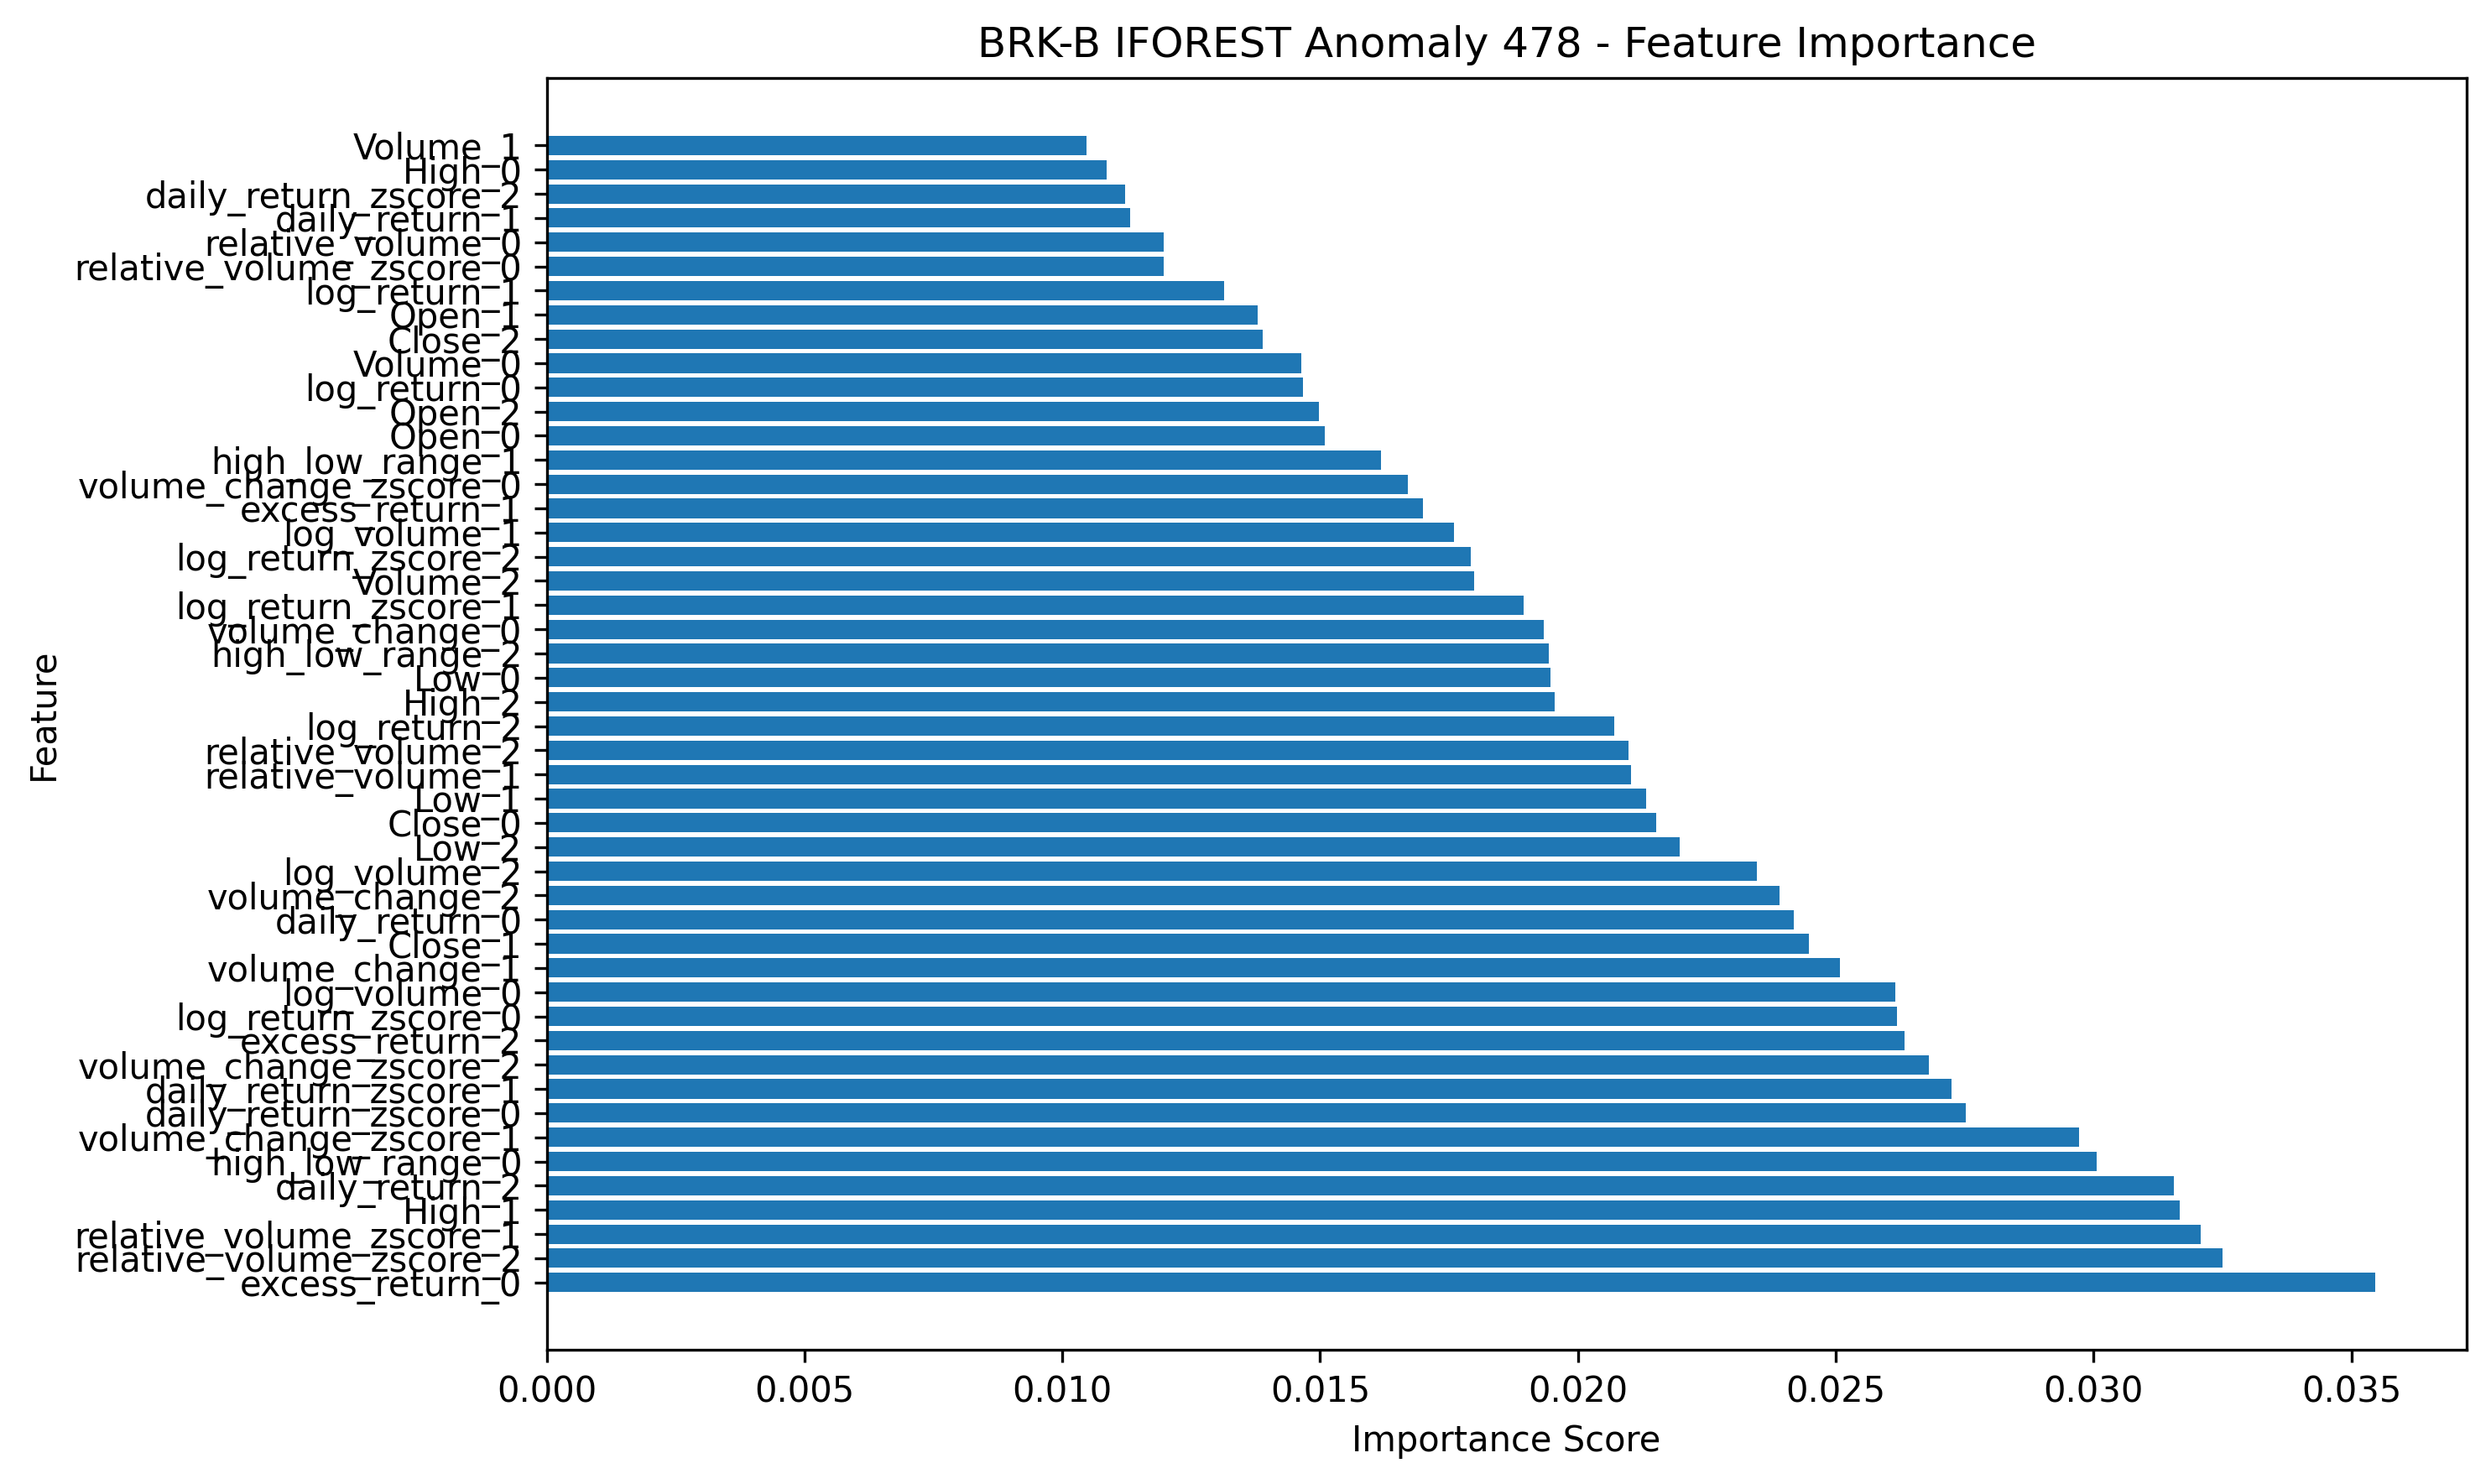 BRK-B IFOREST Anomaly 478 - Feature Importance
Volume_1
High_0
daily_return_zscore_2
daily_return_1
relative_volume_0
relative_volume_zscore_0
log_return_1
Open_1
Close_2
Volume_0
log_return_0
Open_2
Open_0
high_low_range_1
volume_change_zscore_0
excess_return_1
log_volume_1
log_return_zscore_2
Volume_2
log_return_zscore_1
volume_change_0
high_low_range_2
Low_0
High_2
log_return_2
relative_volume_2
relative_volume_1
Low_1
Close_0
Low_2
log_volume_2
volume_change_2
daily_return_0
Close_1
volume_change_1
log_volume_0
log_return_zscore_0
excess_return_2
volume_change_zscore_2
daily_return_zscore_1
daily_return_zscore_0
volume_change_zscore_1
high_low_range_0
daily_return_2
High_1
relative_volume_zscore_1
relative_volume_zscore_2
excess_return_0
Feature
0.000 0.005 0.010 0.015 0.020 0.025 0.030 0.035
Importance Score